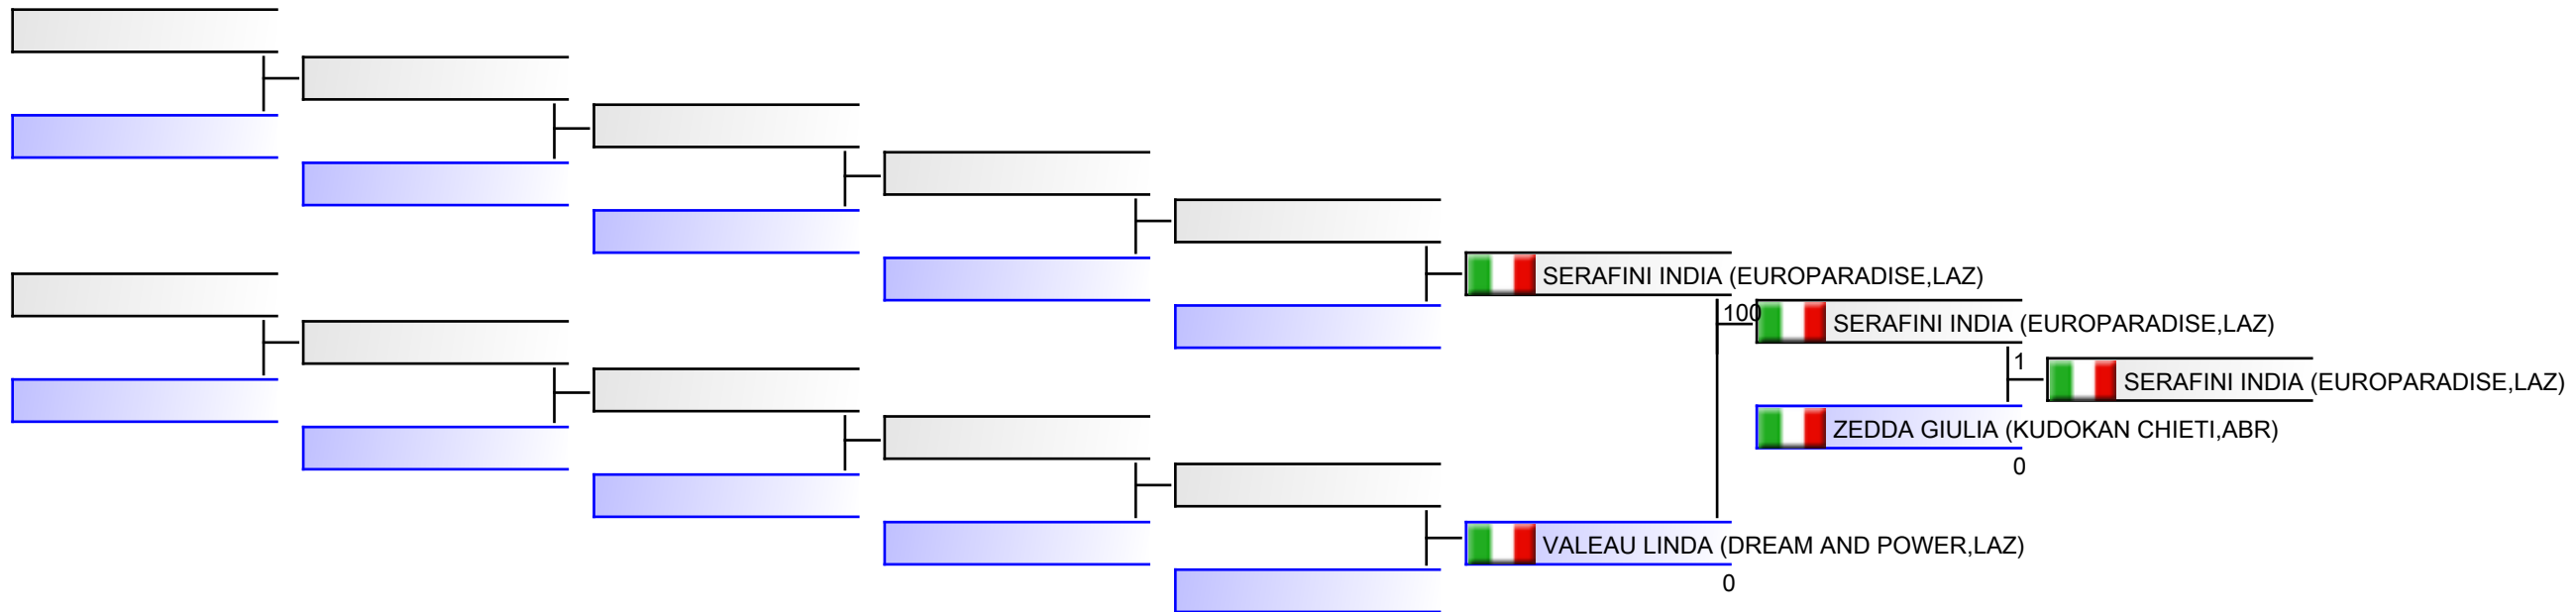 SERAFINI INDIA (EUROPARADISE,LAZ)
100
SERAFINI INDIA (EUROPARADISE,LAZ)
1
SERAFINI INDIA (EUROPARADISE,LAZ)
ZEDDA GIULIA (KUDOKAN CHIETI,ABR)
0
VALEAU LINDA (DREAM AND POWER,LAZ)
0